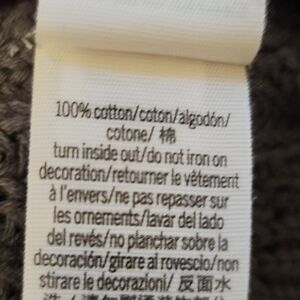 100% cotton/coton/algodón/
cotone/ 棉
turn inside out/do not iron on
decoration/retourner le vêtement
à l'envers/ne pas repasser sur
les ornements/lavar del lado
del revés/no planchar sobre la
decoración/girare al rovescio/non
stirare le decorazioni/ 反面水
洗